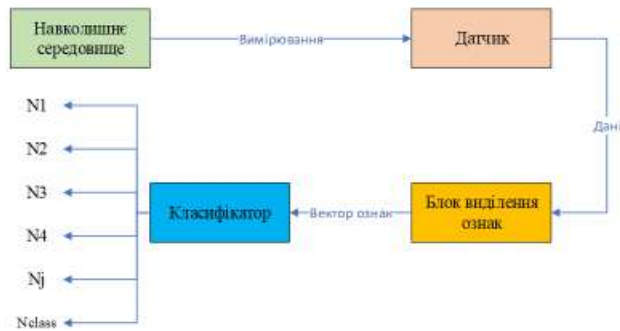 Навколишнє
середовище
Вимірювання
Датчик
Дані
Блок виділення
ознак
Вектор ознак
Класифікатор
N1
N2
N3
N4
Nj
Nclass